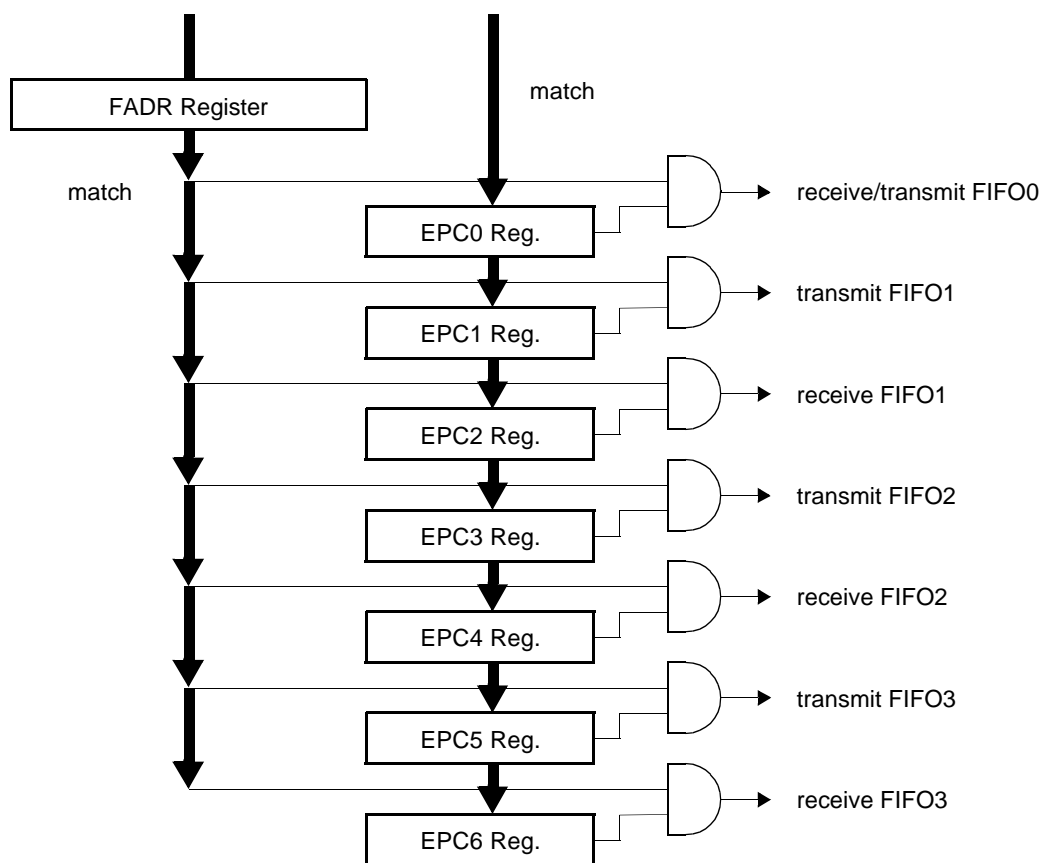 match
FADR Register
match
receive/transmit FIFO0
EPC0 Reg.
transmit FIFO1
EPC1 Reg.
receive FIFO1
EPC2 Reg.
transmit FIFO2
EPC3 Reg.
receive FIFO2
EPC4 Reg.
transmit FIFO3
EPC5 Reg.
receive FIFO3
EPC6 Reg.